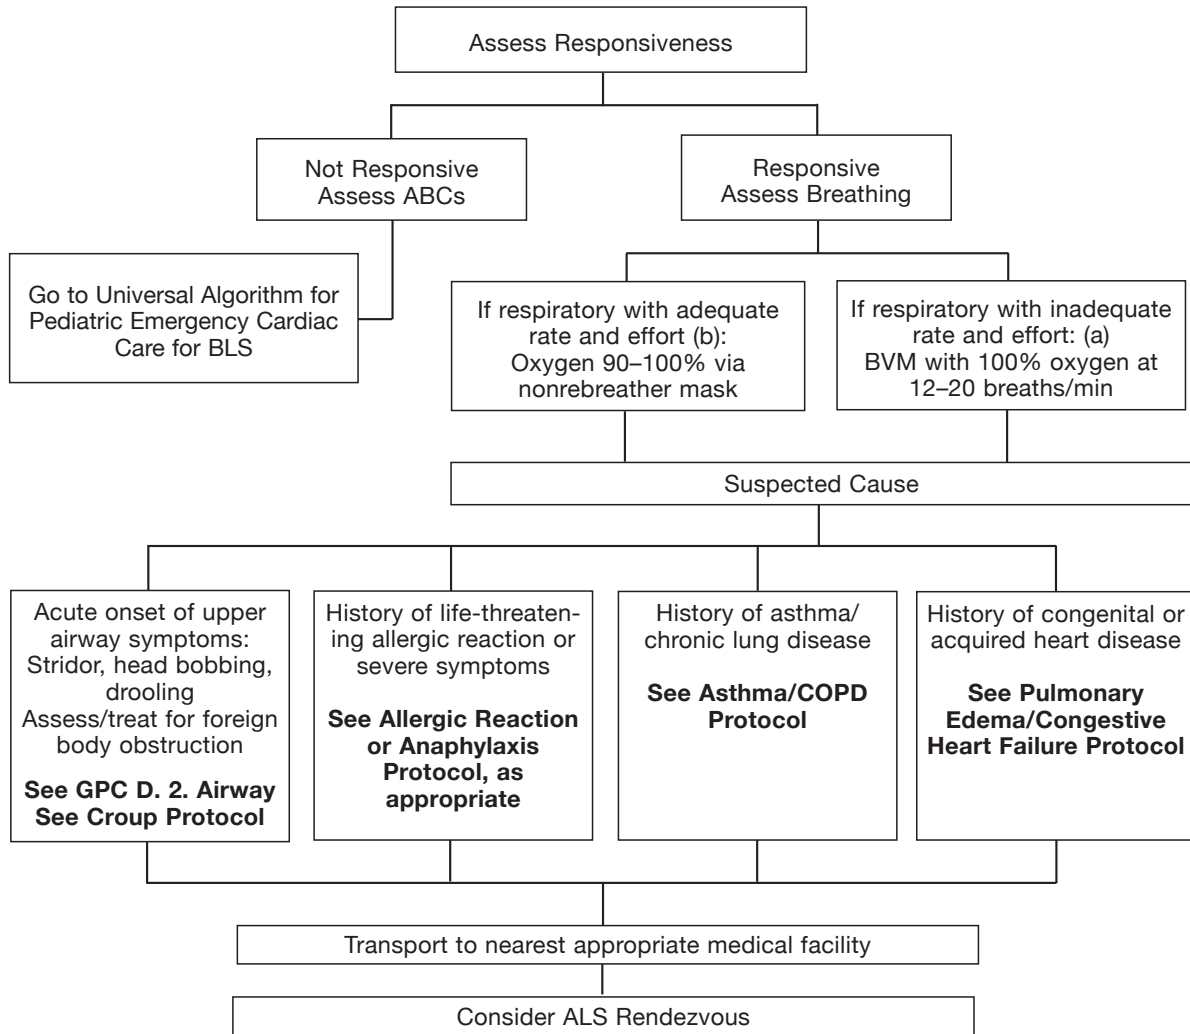 Assess Responsiveness
Not Responsive
Assess ABCs
Responsive
Assess Breathing
Go to Universal Algorithm for
Pediatric Emergency Cardiac
Care for BLS
If respiratory with adequate
rate and effort (b):
Oxygen 90–100% via
nonrebreather mask
If respiratory with inadequate
rate and effort: (a)
BVM with 100% oxygen at
12–20 breaths/min
Suspected Cause
Acute onset of upper
airway symptoms:
Stridor, head bobbing,
drooling
Assess/treat for foreign
body obstruction
See GPC D. 2. Airway
See Croup Protocol
History of life-threaten-
ing allergic reaction or
severe symptoms
See Allergic Reaction
or Anaphylaxis
Protocol, as
appropriate
History of asthma/
chronic lung disease
See Asthma/COPD
Protocol
History of congenital or
acquired heart disease
See Pulmonary
Edema/Congestive
Heart Failure Protocol
Transport to nearest appropriate medical facility
Consider ALS Rendezvous